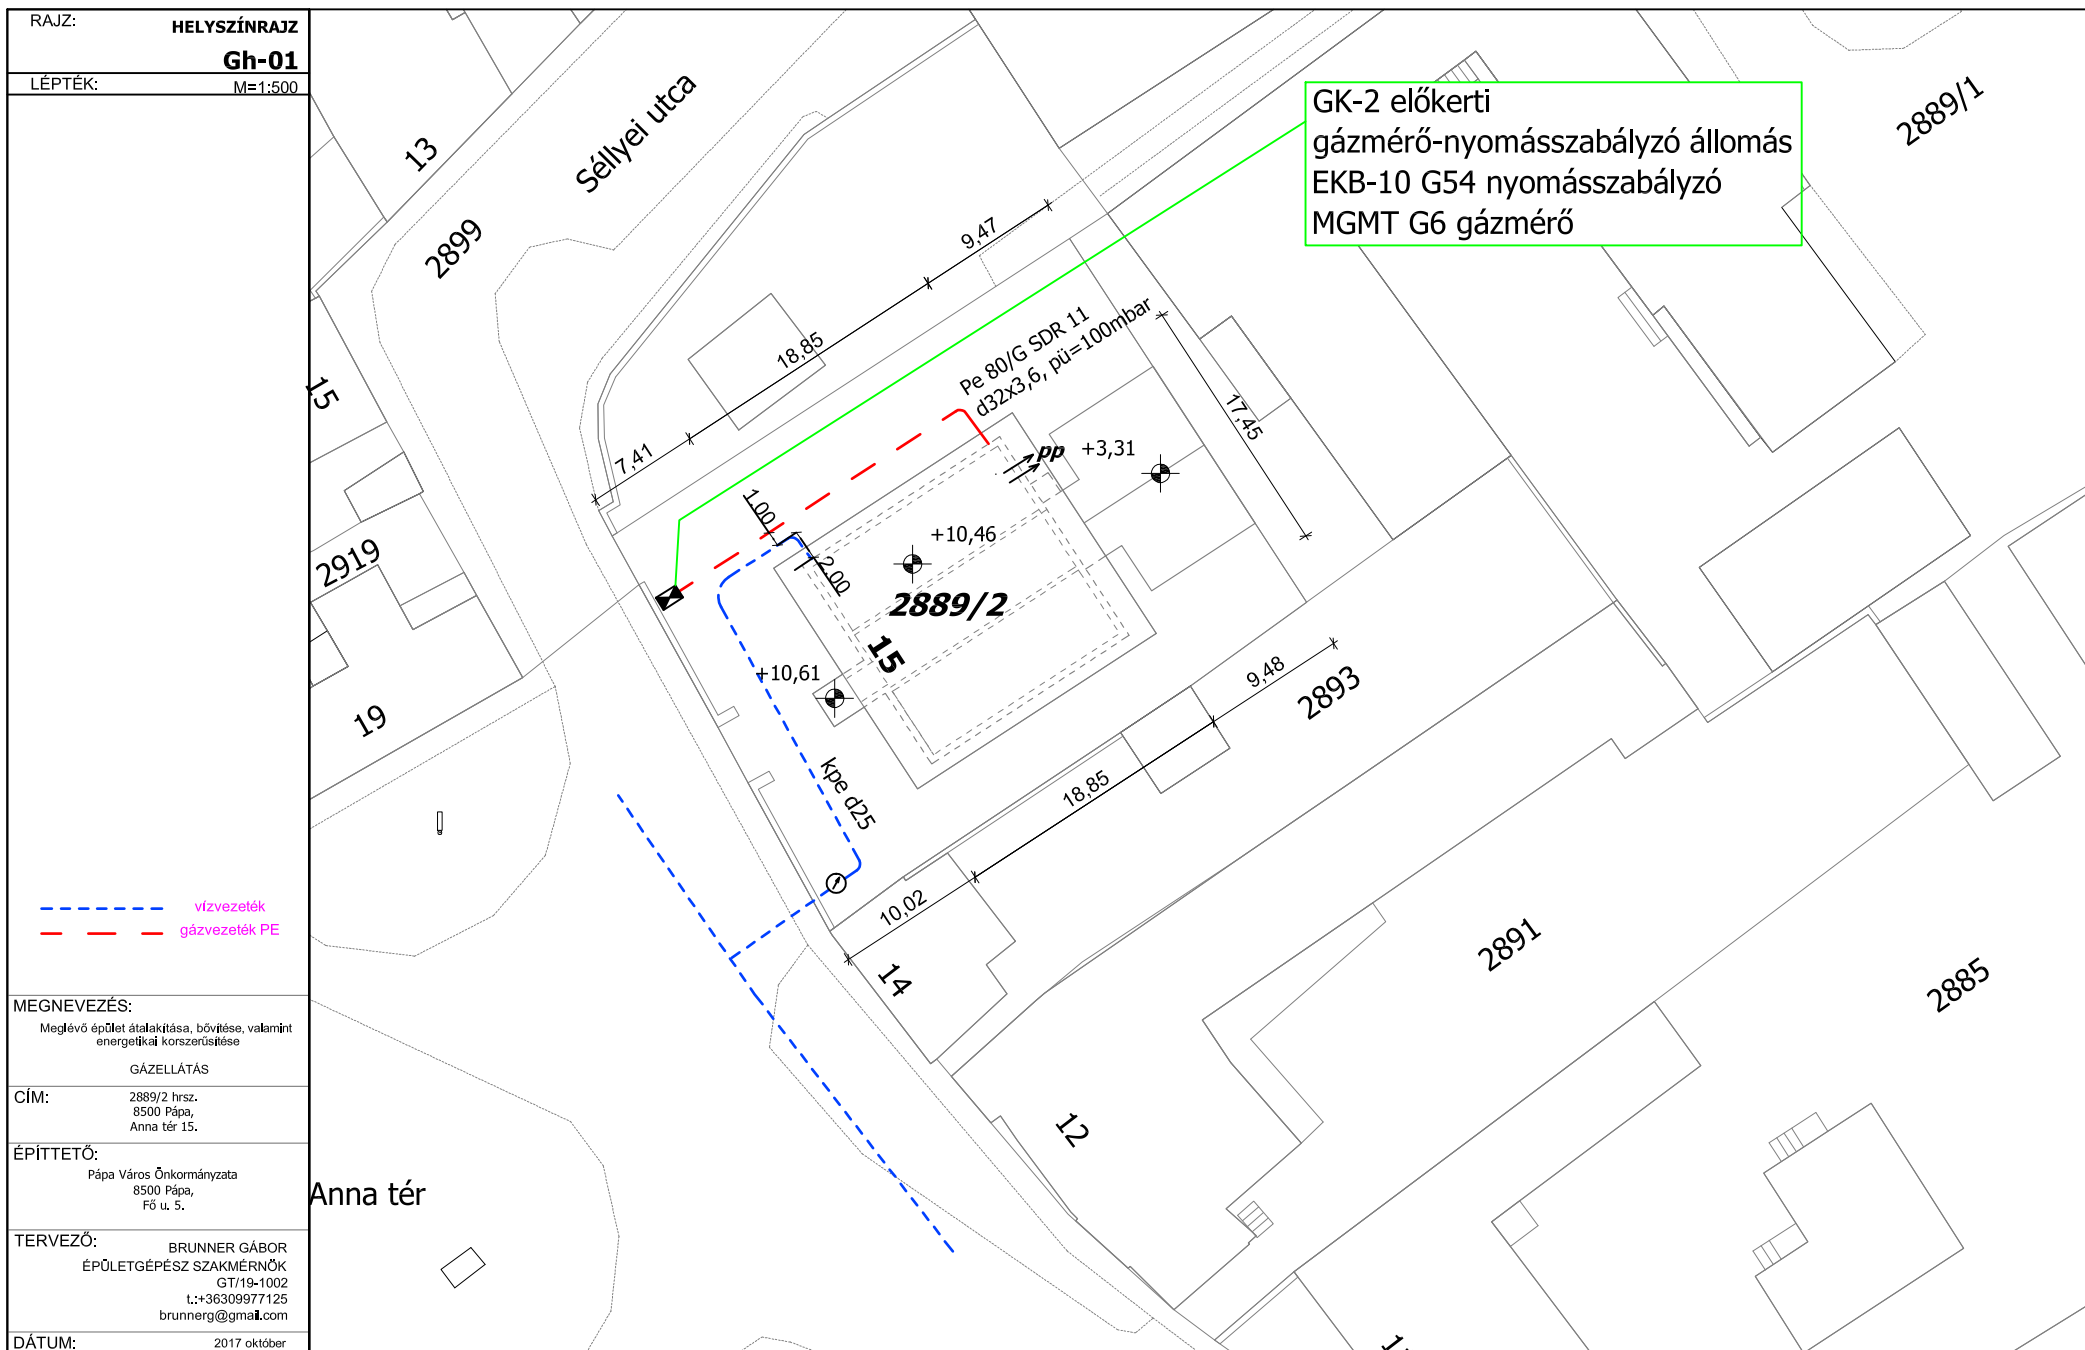 RAJZ:
HELYSZÍNRAJZ
Gh-01
LÉPTÉK:
M=1:500
vízvezeték
gázvezeték PE
MEGNEVEZÉS:
Meglévő épület átalakítása, bővítése, valamint
energetikai korszerűsítése
GÁZELLÁTÁS
CÍM:
2889/2 hrsz.
8500 Pápa,
Anna tér 15.
ÉPÍTTETŐ:
Pápa Város Önkormányzata
8500 Pápa,
Fő u. 5.
TERVEZŐ:
BRUNNER GÁBOR
ÉPÜLETGÉPÉSZ SZAKMÉRNÖK
GT/19-1002
t.:+36309977125
brunnerg@gmail.com
DÁTUM:
2017 október
GK-2 előkerti
gázmérő-nyomásszabályzó állomás
EKB-10 G54 nyomásszabályzó
MGMT G6 gázmérő
2889/1
Séllyei utca
13
2899
9,47
18,85
7,41
Pe 80/G SDR 11
d32x3,6, pü=100mbar
17,45
15
pp
+3,31
1,00
2,00
+10,46
2889/2
15
2919
+10,61
19
9,48
2893
18,85
kpe d25
10,02
14
2891
2885
12
Anna tér